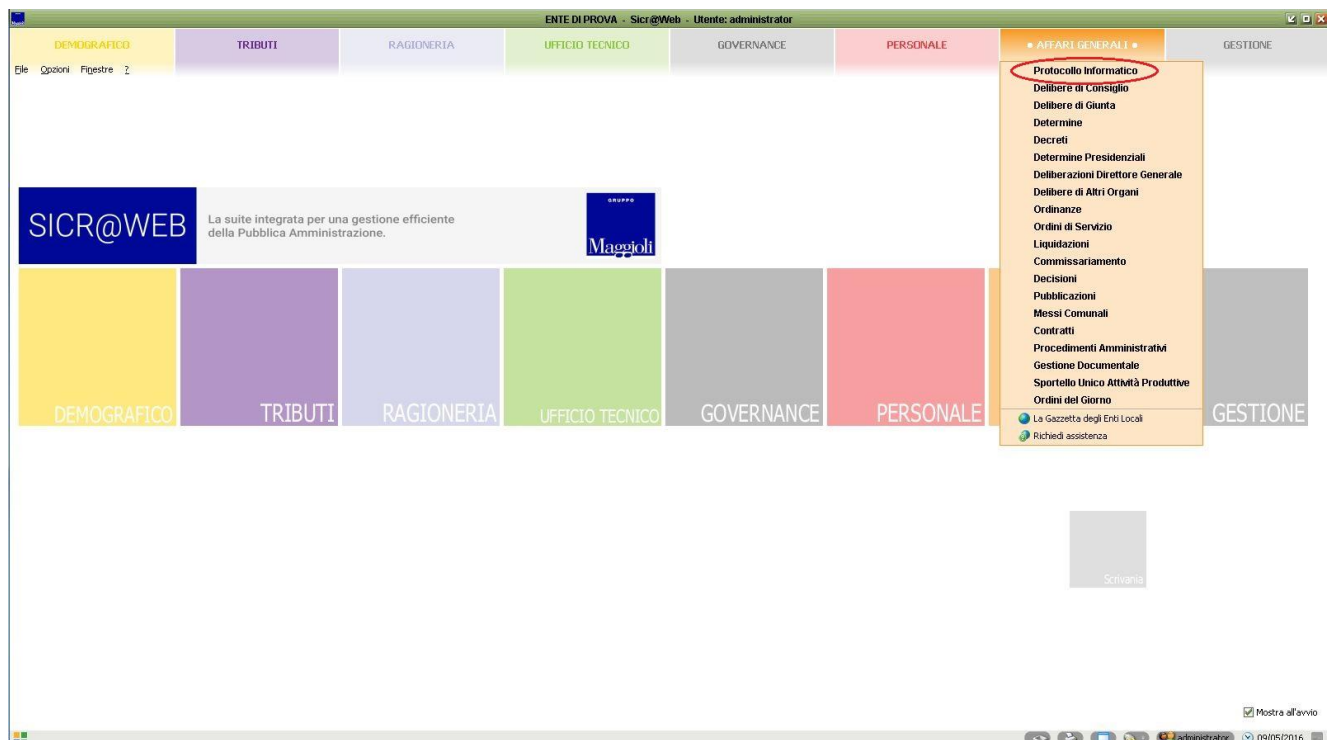 ENTE DI PROVA - Sicr@Web - Utente: administrator
DEMOGRAFICO TRIBUTI RAGIONERIA UFFICIO TECNICO GOVERNANCE PERSONALE • AFFARI GENERALI • GESTIONE
File Opzioni Finestre ?
Protocollo Informatico
Delibere di Consiglio
Delibere di Giunta
Determine
Decreti
Determine Presidenziali
Deliberazioni Direttore Generale
Delibere di Altri Organi
Ordinanze
Ordini di Servizio
Liquidazioni
Commissariamento
Decisioni
Pubblicazioni
Messi Comunali
Contratti
Procedimenti Amministrativi
Gestione Documentale
Sportello Unico Attività Produttive
Ordini del Giorno
La Gazzetta degli Enti Locali
Richiedi assistenza
SICR@WEB
La suite integrata per una gestione efficiente
della Pubblica Amministrazione.
GRUPPO
Maggioli
DEMOGRAFICO TRIBUTI RAGIONERIA UFFICIO TECNICO GOVERNANCE PERSONALE GESTIONE
Scrivania
Mostra all'avvio
administrator 09/05/2016